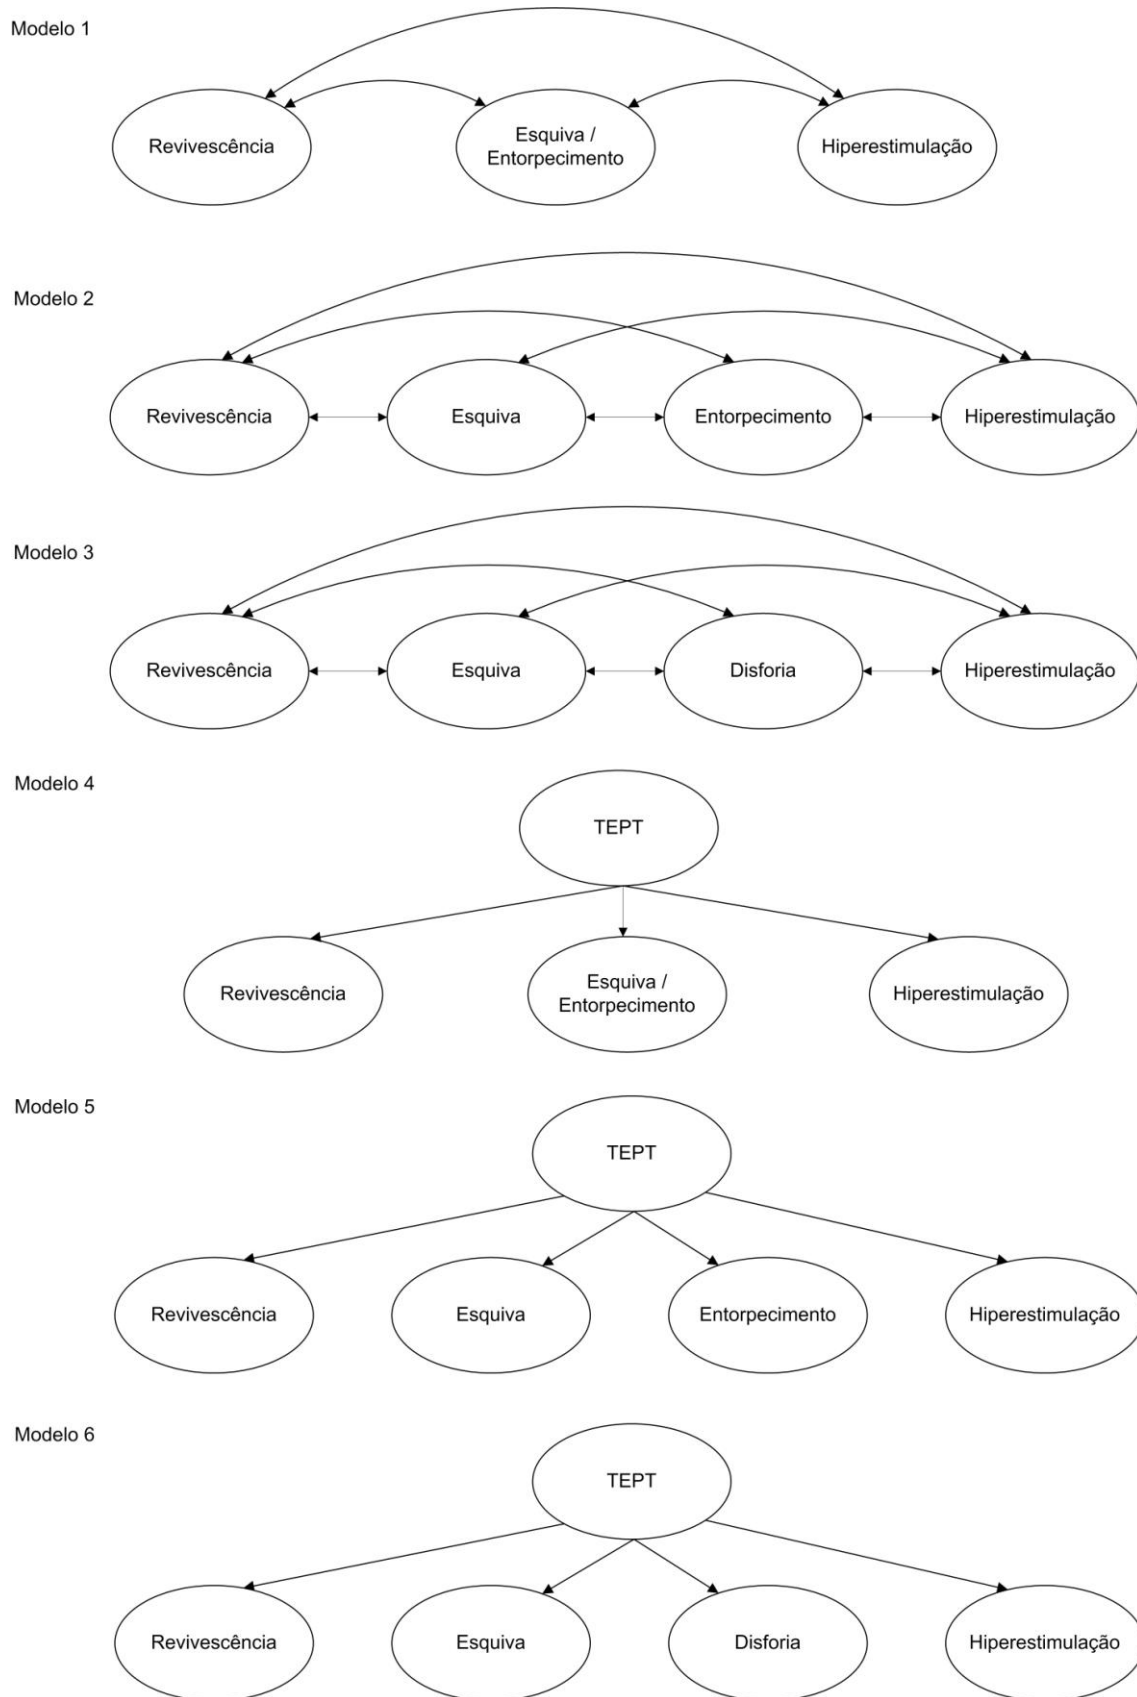 Modelo 1
Revivescência
Esquiva /
Entorpecimento
Hiperestimulação
Modelo 2
Revivescência
Esquiva
Entorpecimento
Hiperestimulação
Modelo 3
Revivescência
Esquiva
Disforia
Hiperestimulação
Modelo 4
TEPT
Revivescência
Esquiva /
Entorpecimento
Hiperestimulação
Modelo 5
TEPT
Revivescência
Esquiva
Entorpecimento
Hiperestimulação
Modelo 6
TEPT
Revivescência
Esquiva
Disforia
Hiperestimulação